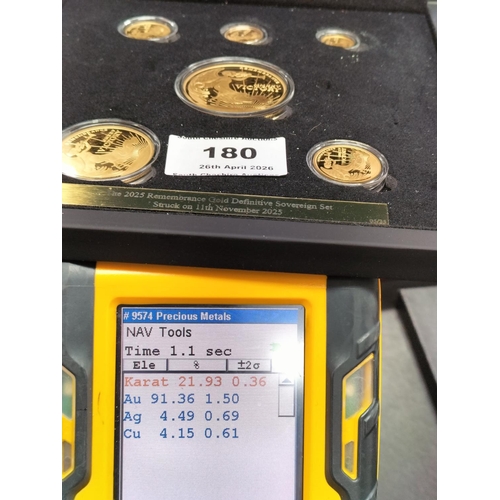 VICTORY
VICTORY
180
26th April 2026
2025 Remembrance Gold Definitive Sovereign Set
Struck on 11th November 2025
# 9574 Precious Metals
NAV Tools
Time 1.1 sec
Ele % ±2σ
Karat 21.93 0.36
Au 91.36 1.50
Ag 4.49 0.69
Cu 4.15 0.61